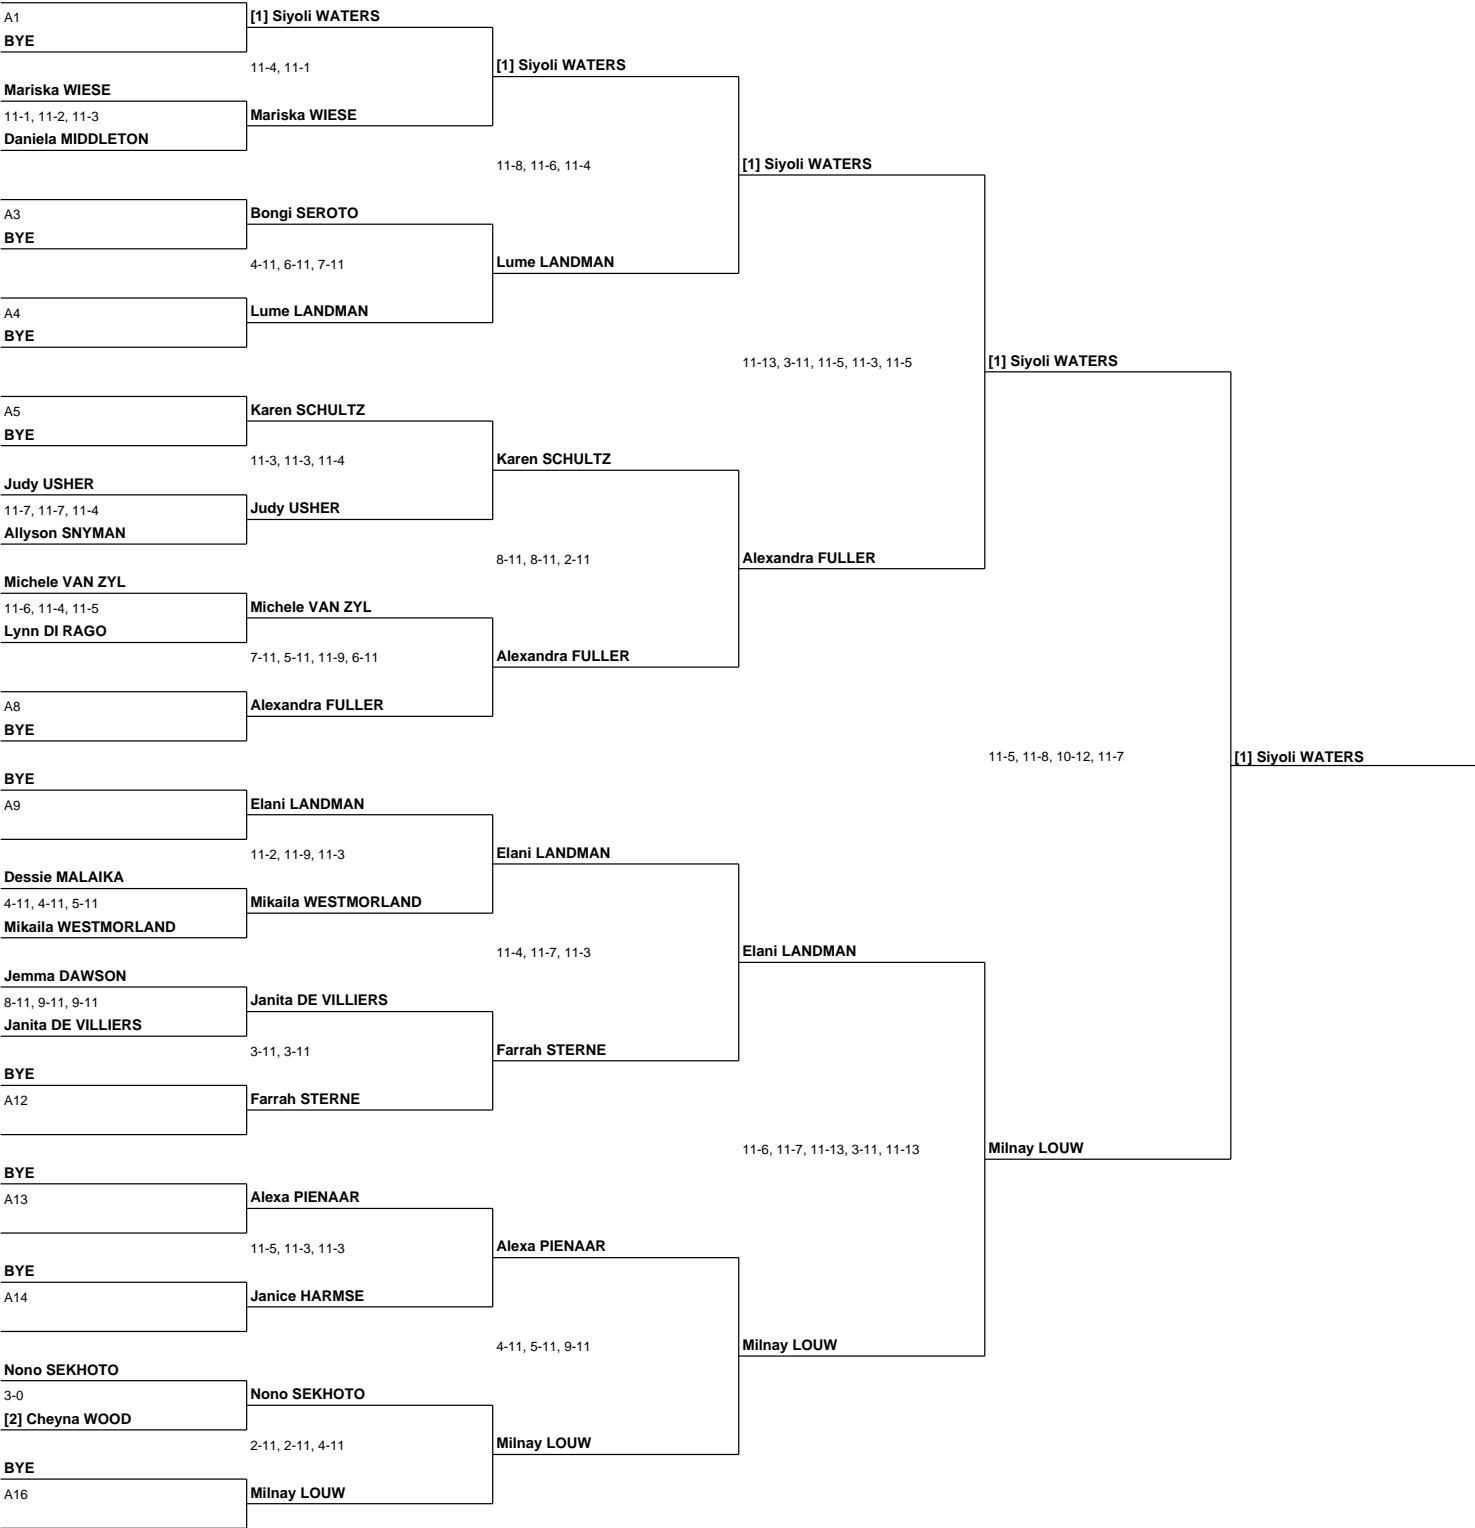 A1
BYE
[1] Siyoli WATERS
11-4, 11-1
Mariska WIESE
11-1, 11-2, 11-3
Daniela MIDDLETON
Mariska WIESE
[1] Siyoli WATERS
11-8, 11-6, 11-4
A3
BYE
Bongi SEROTO
4-11, 6-11, 7-11
A4
BYE
Lume LANDMAN
Lume LANDMAN
[1] Siyoli WATERS
11-13, 3-11, 11-5, 11-3, 11-5
A5
BYE
Karen SCHULTZ
11-3, 11-3, 11-4
Judy USHER
11-7, 11-7, 11-4
Allyson SNYMAN
Judy USHER
Karen SCHULTZ
8-11, 8-11, 2-11
Michele VAN ZYL
11-6, 11-4, 11-5
Lynn DI RAGO
Michele VAN ZYL
7-11, 5-11, 11-9, 6-11
A8
BYE
Alexandra FULLER
Alexandra FULLER
Alexandra FULLER
[1] Siyoli WATERS
11-5, 11-8, 10-12, 11-7
[1] Siyoli WATERS
BYE
A9
Elani LANDMAN
11-2, 11-9, 11-3
Dessie MALAIKA
4-11, 4-11, 5-11
Mikaila WESTMORLAND
Mikaila WESTMORLAND
Elani LANDMAN
11-4, 11-7, 11-3
Jemma DAWSON
8-11, 9-11, 9-11
Janita DE VILLIERS
Janita DE VILLIERS
3-11, 3-11
BYE
A12
Farrah STERNE
Farrah STERNE
Elani LANDMAN
11-6, 11-7, 11-13, 3-11, 11-13
BYE
A13
Alexa PIENAAR
11-5, 11-3, 11-3
BYE
A14
Janice HARMSE
Alexa PIENAAR
4-11, 5-11, 9-11
Nono SEKHOTO
3-0
[2] Cheyna WOOD
Nono SEKHOTO
2-11, 2-11, 4-11
BYE
A16
Milnay LOUW
Milnay LOUW
Milnay LOUW
Milnay LOUW